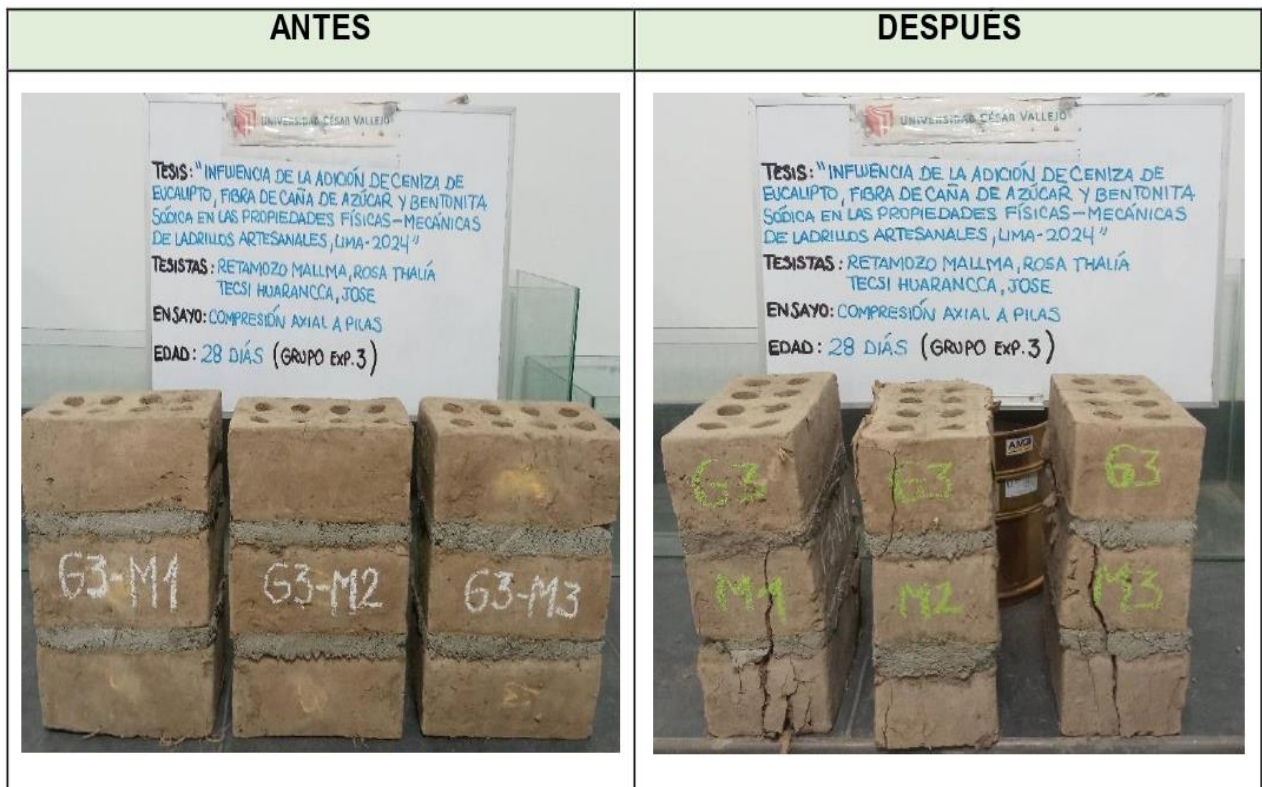 ANTES
DESPUÉS
UNIVERSIDAD CÉSAR VALLEJO
TESIS: "INFLUENCIA DE LA ADICIÓN DE CENIZA DE
EUCALIPTO, FIBRA DE CAÑA DE AZÚCAR Y BENTONITA
SÓDICA EN LAS PROPIEDADES FÍSICAS-MECÁNICAS
DE LADRILLOS ARTESANALES, LIMA-2024"
TESISTAS: RETAMOZO MALLMA, ROSA THALÍA
TECSI HUARANCCA, JOSE
ENSAYO: COMPRESIÓN AXIAL A PILAS
EDAD: 28 DIÁS (GRUPO EXP.3)
G3-M1
G3-M2
G3-M3
UNIVERSIDAD CÉSAR VALLEJO
TESIS: "INFLUENCIA DE LA ADICIÓN DE CENIZA DE
EUCALIPTO, FIBRA DE CAÑA DE AZÚCAR Y BENTONITA
SÓDICA EN LAS PROPIEDADES FÍSICAS-MECÁNICAS
DE LADRILLOS ARTESANALES, LIMA-2024"
TESISTAS: RETAMOZO MALLMA, ROSA THALÍA
TECSI HUARANCCA, JOSE
ENSAYO: COMPRESIÓN AXIAL A PILAS
EDAD: 28 DIÁS (GRUPO EXP.3)
G3
G3
G3
M1
M2
M3